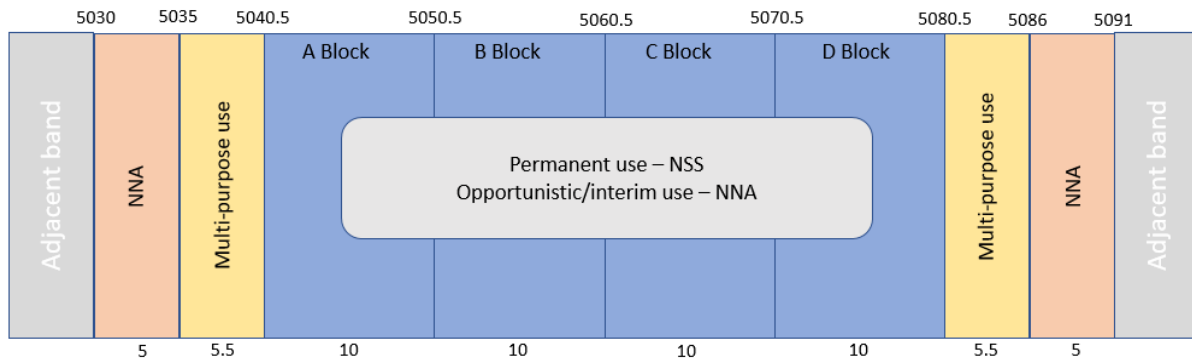 5030 5035 5040.5 5050.5 5060.5 5070.5 5080.5 5086 5091
A Block B Block C Block D Block
Adjacent band
NNA
Multi-purpose use
Permanent use – NSS
Opportunistic/interim use – NNA
Multi-purpose use
NNA
Adjacent band
5 5.5 10 10 10 10 5.5 5